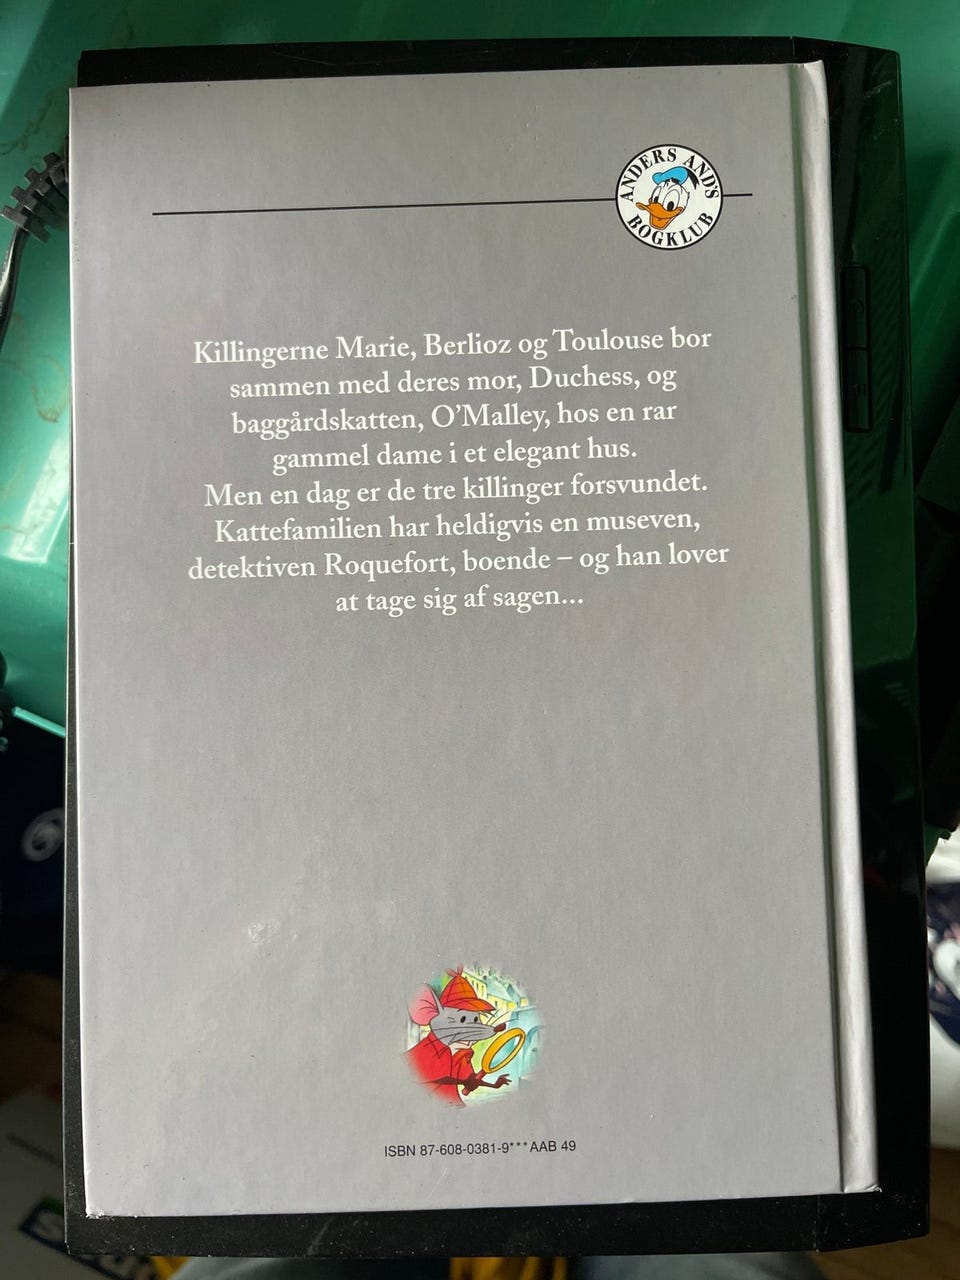 ANDERS AND'S
BOGKLUB
Killingerne Marie, Berlioz og Toulouse bor
sammen med deres mor, Duchess, og
baggårdskatten, O'Malley, hos en rar
gammel dame i et elegant hus.
Men en dag er de tre killinger forsvundet.
Kattefamilien har heldigvis en museven,
detektiven Roquefort, boende – og han lover
at tage sig af sagen...
ISBN 87-608-0381-9***AAB 49